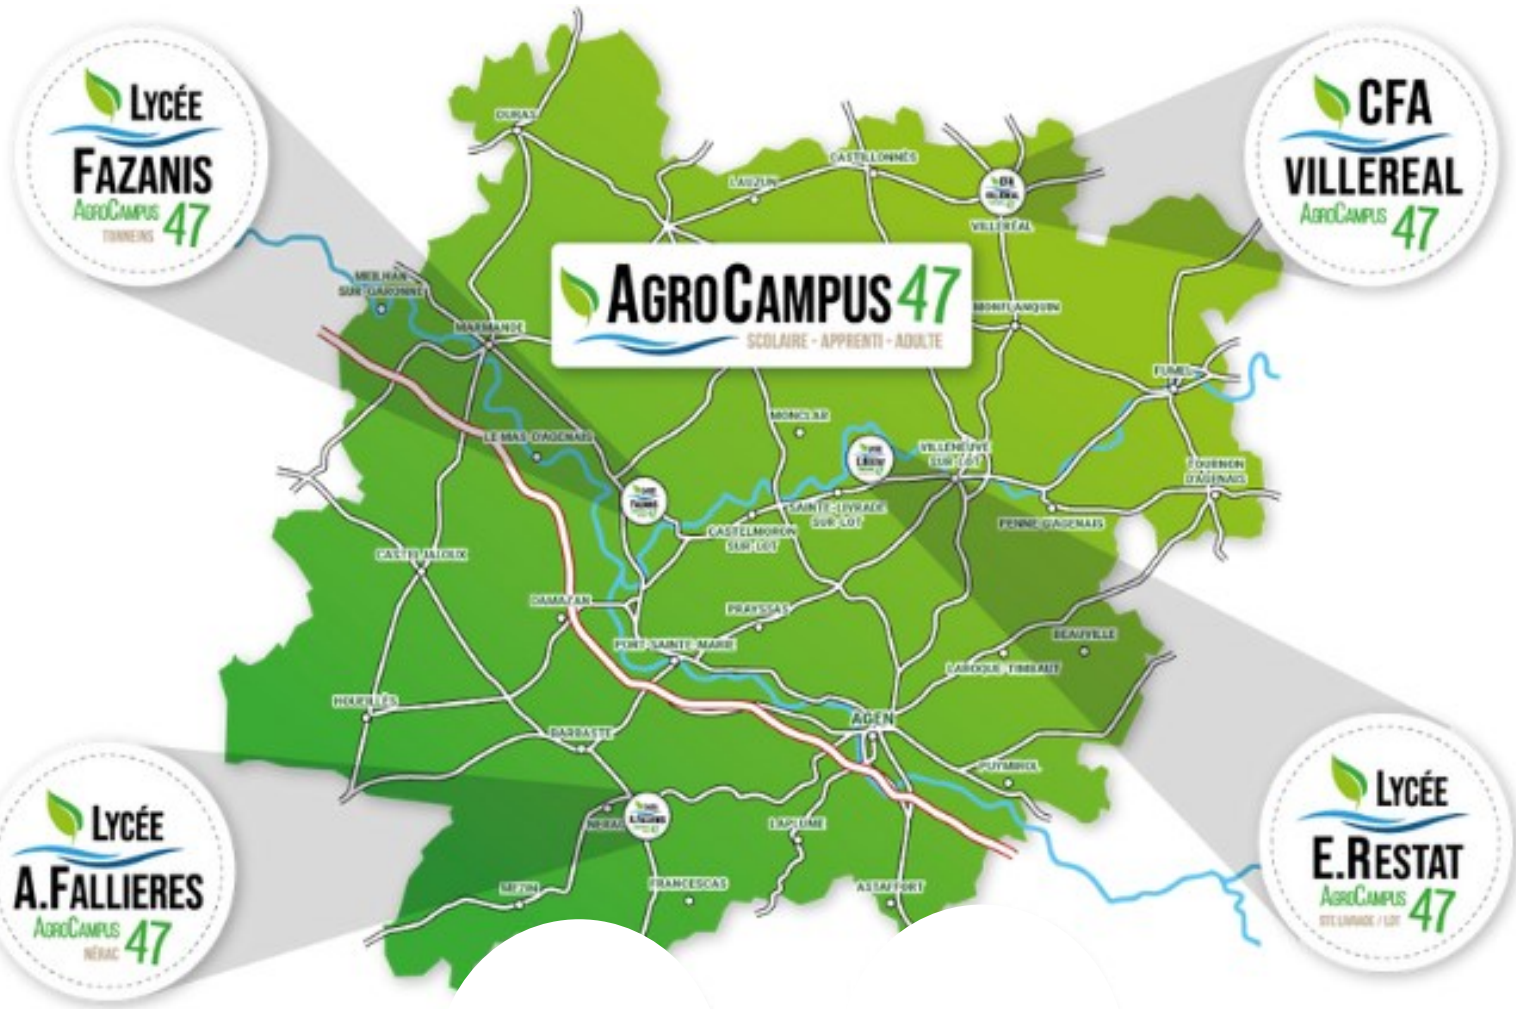 LYCÉE
FAZANIS
AGROCAMPUS 47
TONNEINS
CFA
VILLEREAL
AGROCAMPUS 47
AGROCAMPUS 47
SCOLAIRE - APPRENTI - ADULTE
DURAS
LAUZUN
CASTILLONNÈS
VILLERÉAL
MEILHAN
SUR-GARONNE
MARMANDE
MONFLANQUIN
FUMEL
MONCLAR
LE MAS-D'AGENAIS
VILLENEUVE
SUR-LOT
TOURNON
D'AGENAIS
SAINTE-LIVRADE
SUR-LOT
PENNE-D'AGENAIS
CASTELMORON
SUR-LOT
CASTELJALOUX
DAMAZAN
PRAYSSAS
PORT-SAINTE-MARIE
BEAUVILLE
LAROQUE-TIMBAUT
HOUEILLÈS
AGEN
BARBASTE
PUYMIROL
NÉRAC
LAPLUME
MEZIN
FRANCESCAS
ASTAFFORT
LYCÉE
A.FALLIERES
AGROCAMPUS 47
NÉRAC
LYCÉE
E.RESTAT
AGROCAMPUS 47
STE LIVRADE / LOT